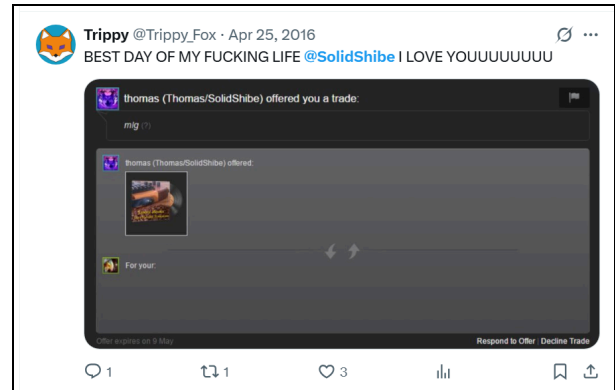 Trippy @Trippy_Fox · Apr 25, 2016
BEST DAY OF MY FUCKING LIFE @SolidShibe I LOVE YOUUUUUUUU
thomas (Thomas/SolidShibe) offered you a trade:
mig (?)
thomas (Thomas/SolidShibe) offered:
For your:
Offer expires on 9 May
Respond to Offer | Decline Trade
1 1 3